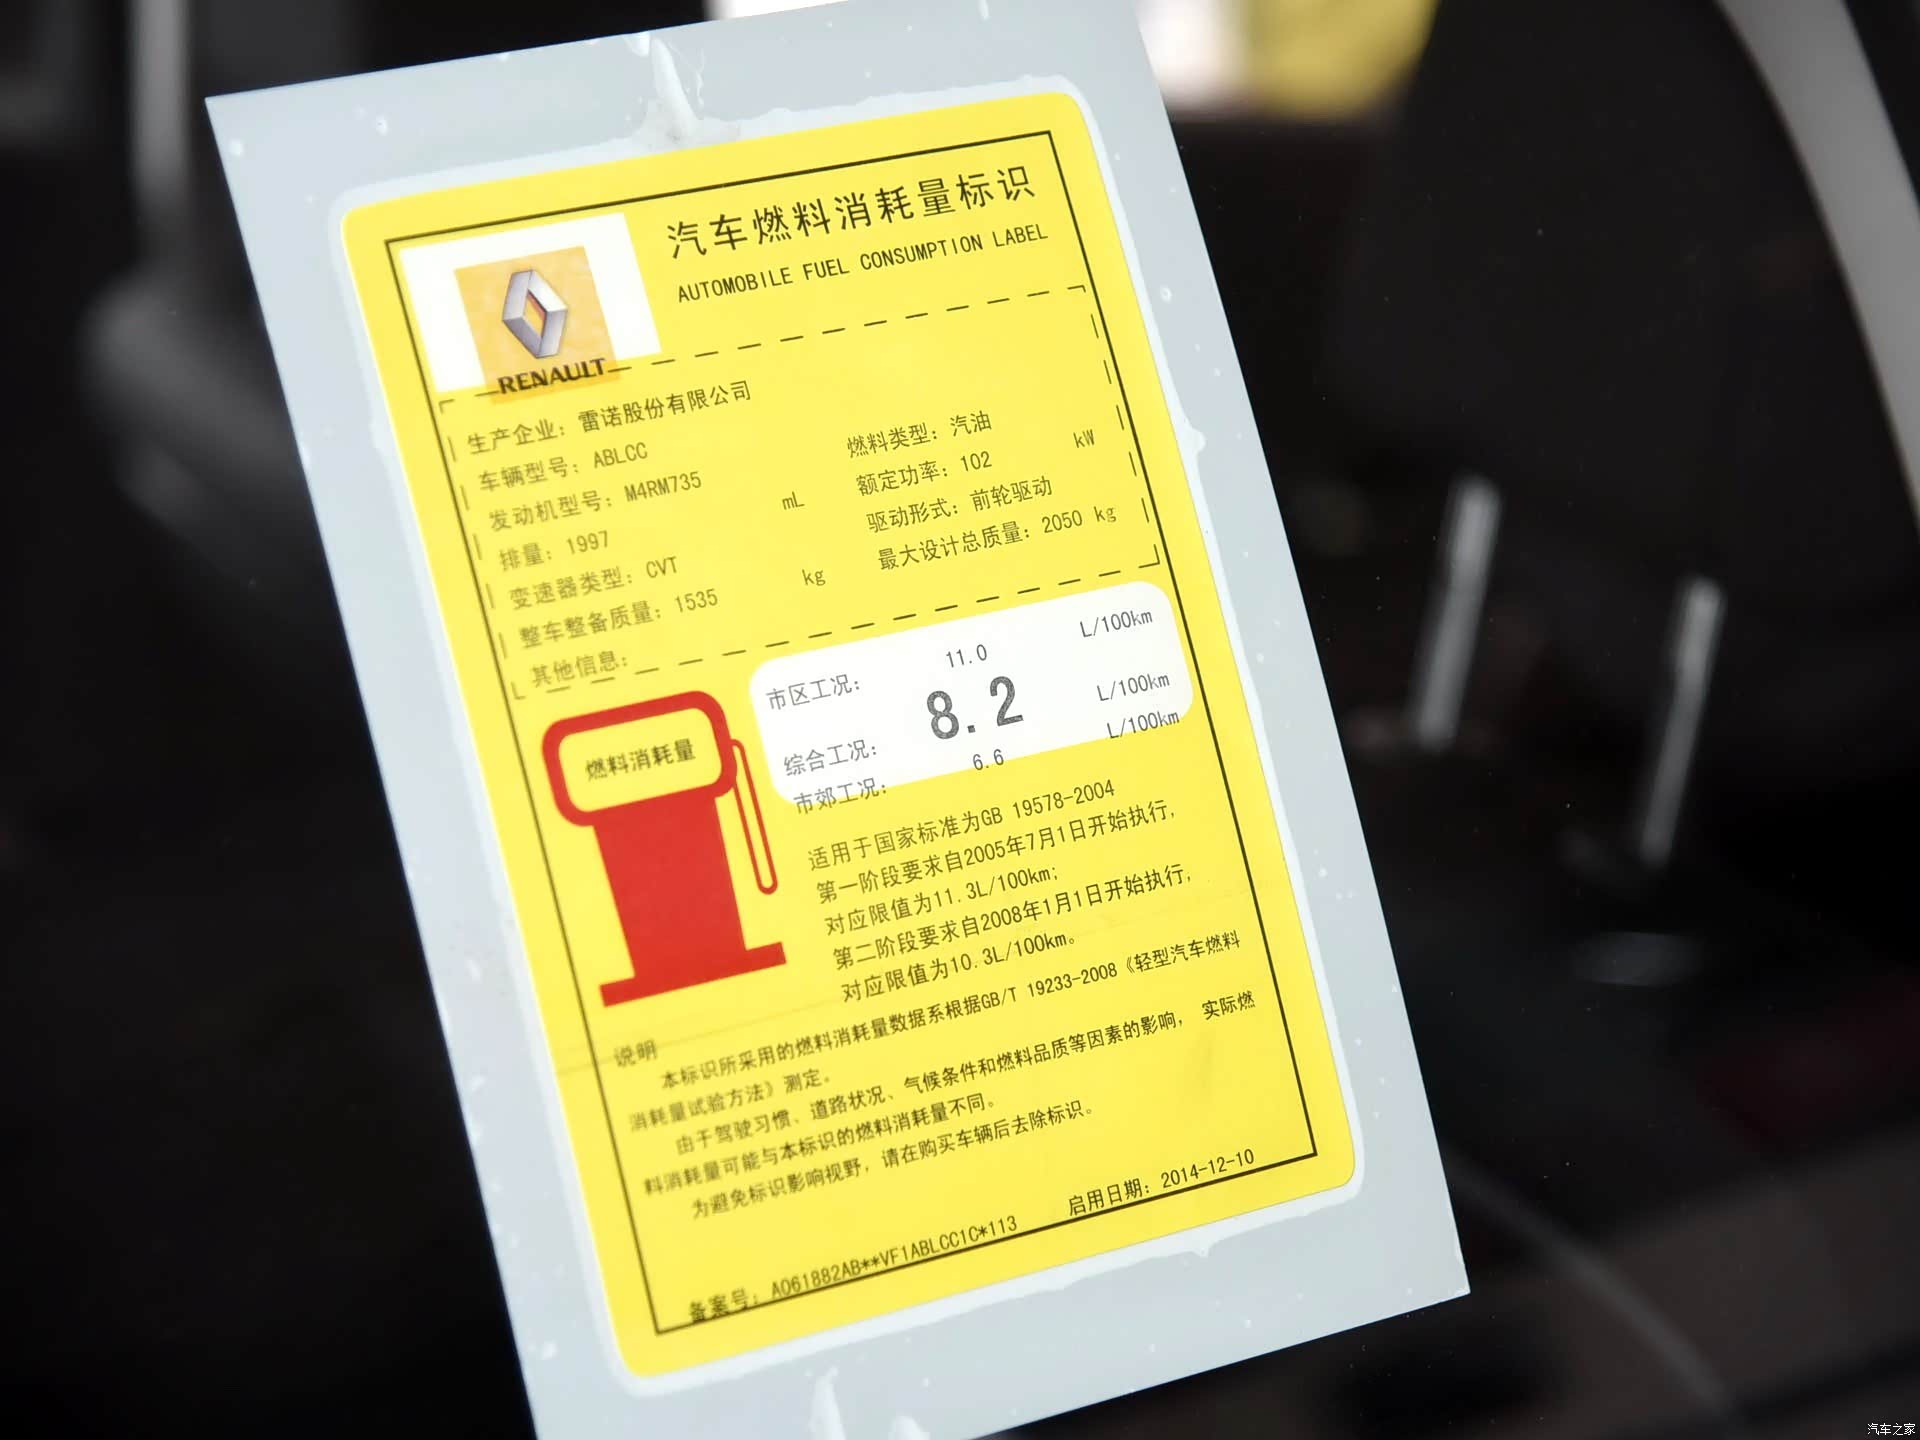 汽车燃料消耗量标识
AUTOMOBILE FUEL CONSUMPTION LABEL
RENAULT
生产企业：雷诺股份有限公司
车辆型号：ABLCC
燃料类型：汽油
发动机型号：M4RM735
额定功率：102 kW
排量：1997 mL
驱动形式：前轮驱动
变速器类型：CVT
最大设计总质量：2050 kg
整车整备质量：1535 kg
其他信息：
燃料消耗量
市区工况： 11.0 L/100km
综合工况： 8.2 L/100km
市郊工况： 6.6 L/100km
适用于国家标准为GB 19578-2004
第一阶段要求自2005年7月1日开始执行，
对应限值为11.3L/100km；
第二阶段要求自2008年1月1日开始执行，
对应限值为10.3L/100km。
说明
本标识所采用的燃料消耗量数据系根据GB/T 19233-2008《轻型汽车燃料
消耗量试验方法》测定。
由于驾驶习惯、道路状况、气候条件和燃料品质等因素的影响， 实际燃
料消耗量可能与本标识的燃料消耗量不同。
为避免标识影响视野，请在购买车辆后去除标识。
备案号：A061882AB**VF1ABLCC1C*113 启用日期：2014-12-10
汽车之家